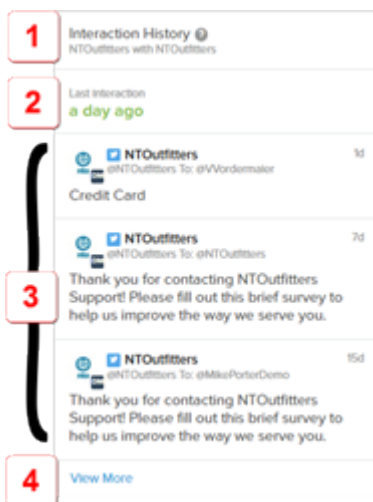 1
Interaction History ?
NTOutfitters with NTOutfitters
2
Last interaction
a day ago
NTOutfitters 1d
@NTOutfitters To: @VVordermaier
Credit Card
NTOutfitters 7d
@NTOutfitters To: @NTOutfitters
3
Thank you for contacting NTOutfitters
Support! Please fill out this brief survey to
help us improve the way we serve you.
NTOutfitters 15d
@NTOutfitters To: @MikePorterDemo
Thank you for contacting NTOutfitters
Support! Please fill out this brief survey to
help us improve the way we serve you.
4
View More